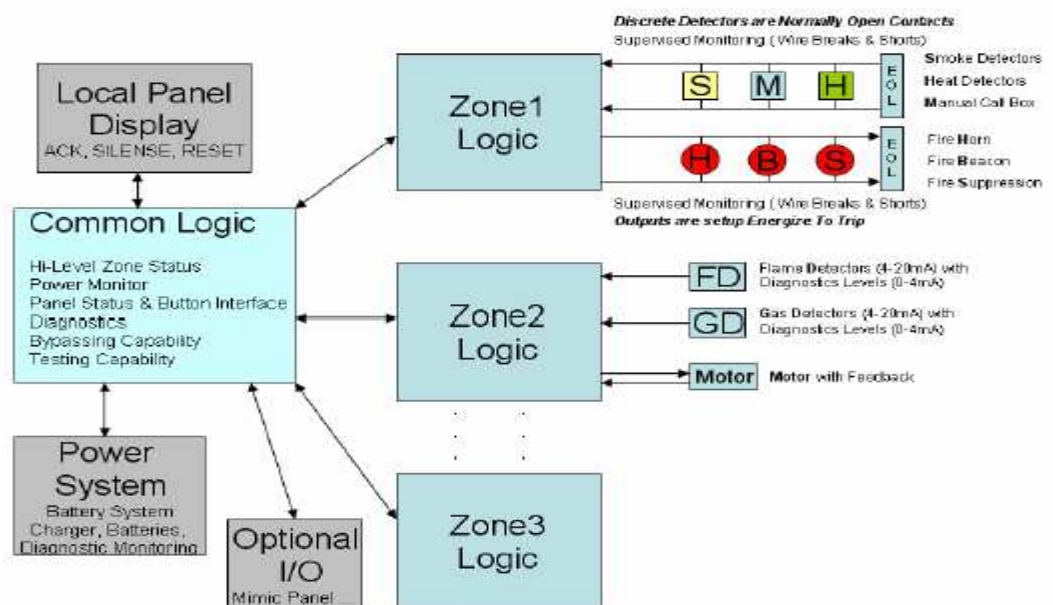 Discrete Detectors are Normally Open Contacts
Supervised Monitoring ( Wire Breaks & Shorts)
Local Panel
Display
ACK, SILENSE, RESET
Zone1
Logic
S M H
EOL
Smoke Detectors
Heat Detectors
Manual Call Box
H B S
EOL
Fire Horn
Fire Beacon
Fire Suppression
Supervised Monitoring ( Wire Breaks & Shorts)
Outputs are setup Energize To Trip
Common Logic
Hi-Level Zone Status
Power Monitor
Panel Status & Button Interface
Diagnostics
Bypassing Capability
Testing Capability
Zone2
Logic
FD
Flame Detectors (4-20mA) with
Diagnostics Levels (0-4mA)
GD
Gas Detectors (4-20mA) with
Diagnostics Levels (0-4mA)
Motor
Motor with Feedback
Power
System
Battery System
Charger, Batteries,
Diagnostic Monitoring
Optional
I/O
Mimic Panel
Zone3
Logic